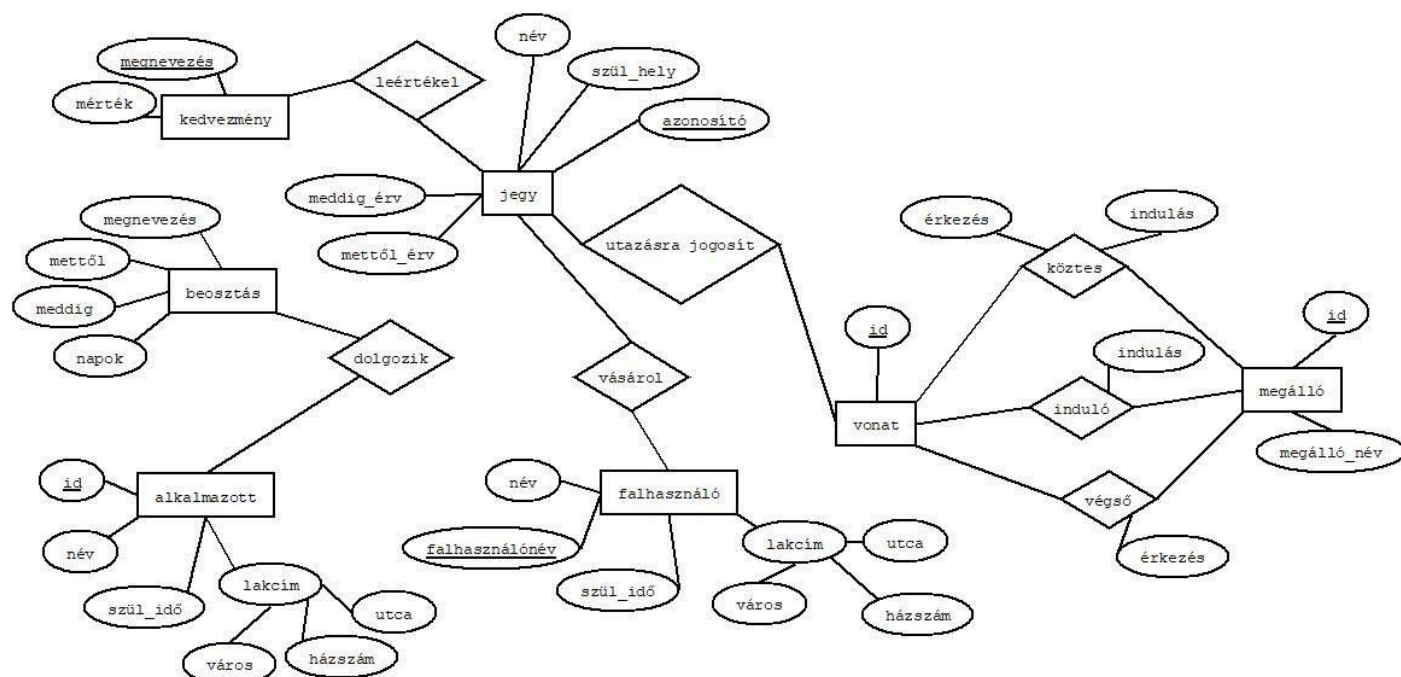 név
megnevezés
szül_hely
leértékel
mérték
kedvezmény
azonosító
jegy
meddig_érv
megnevezés
érkezés
indulás
utazásra jogosít
mettől_érv
mettől
köztes
beosztás
meddig
id
id
napok
dolgozik
indulás
vásárol
megálló
induló
vonat
megálló_név
id
név
falhasználó
alkalmazott
végső
név
falhasználónév
lakcím
utca
érkezés
lakcím
szül_idő
szül_idő
utca
város
házszám
város
házszám